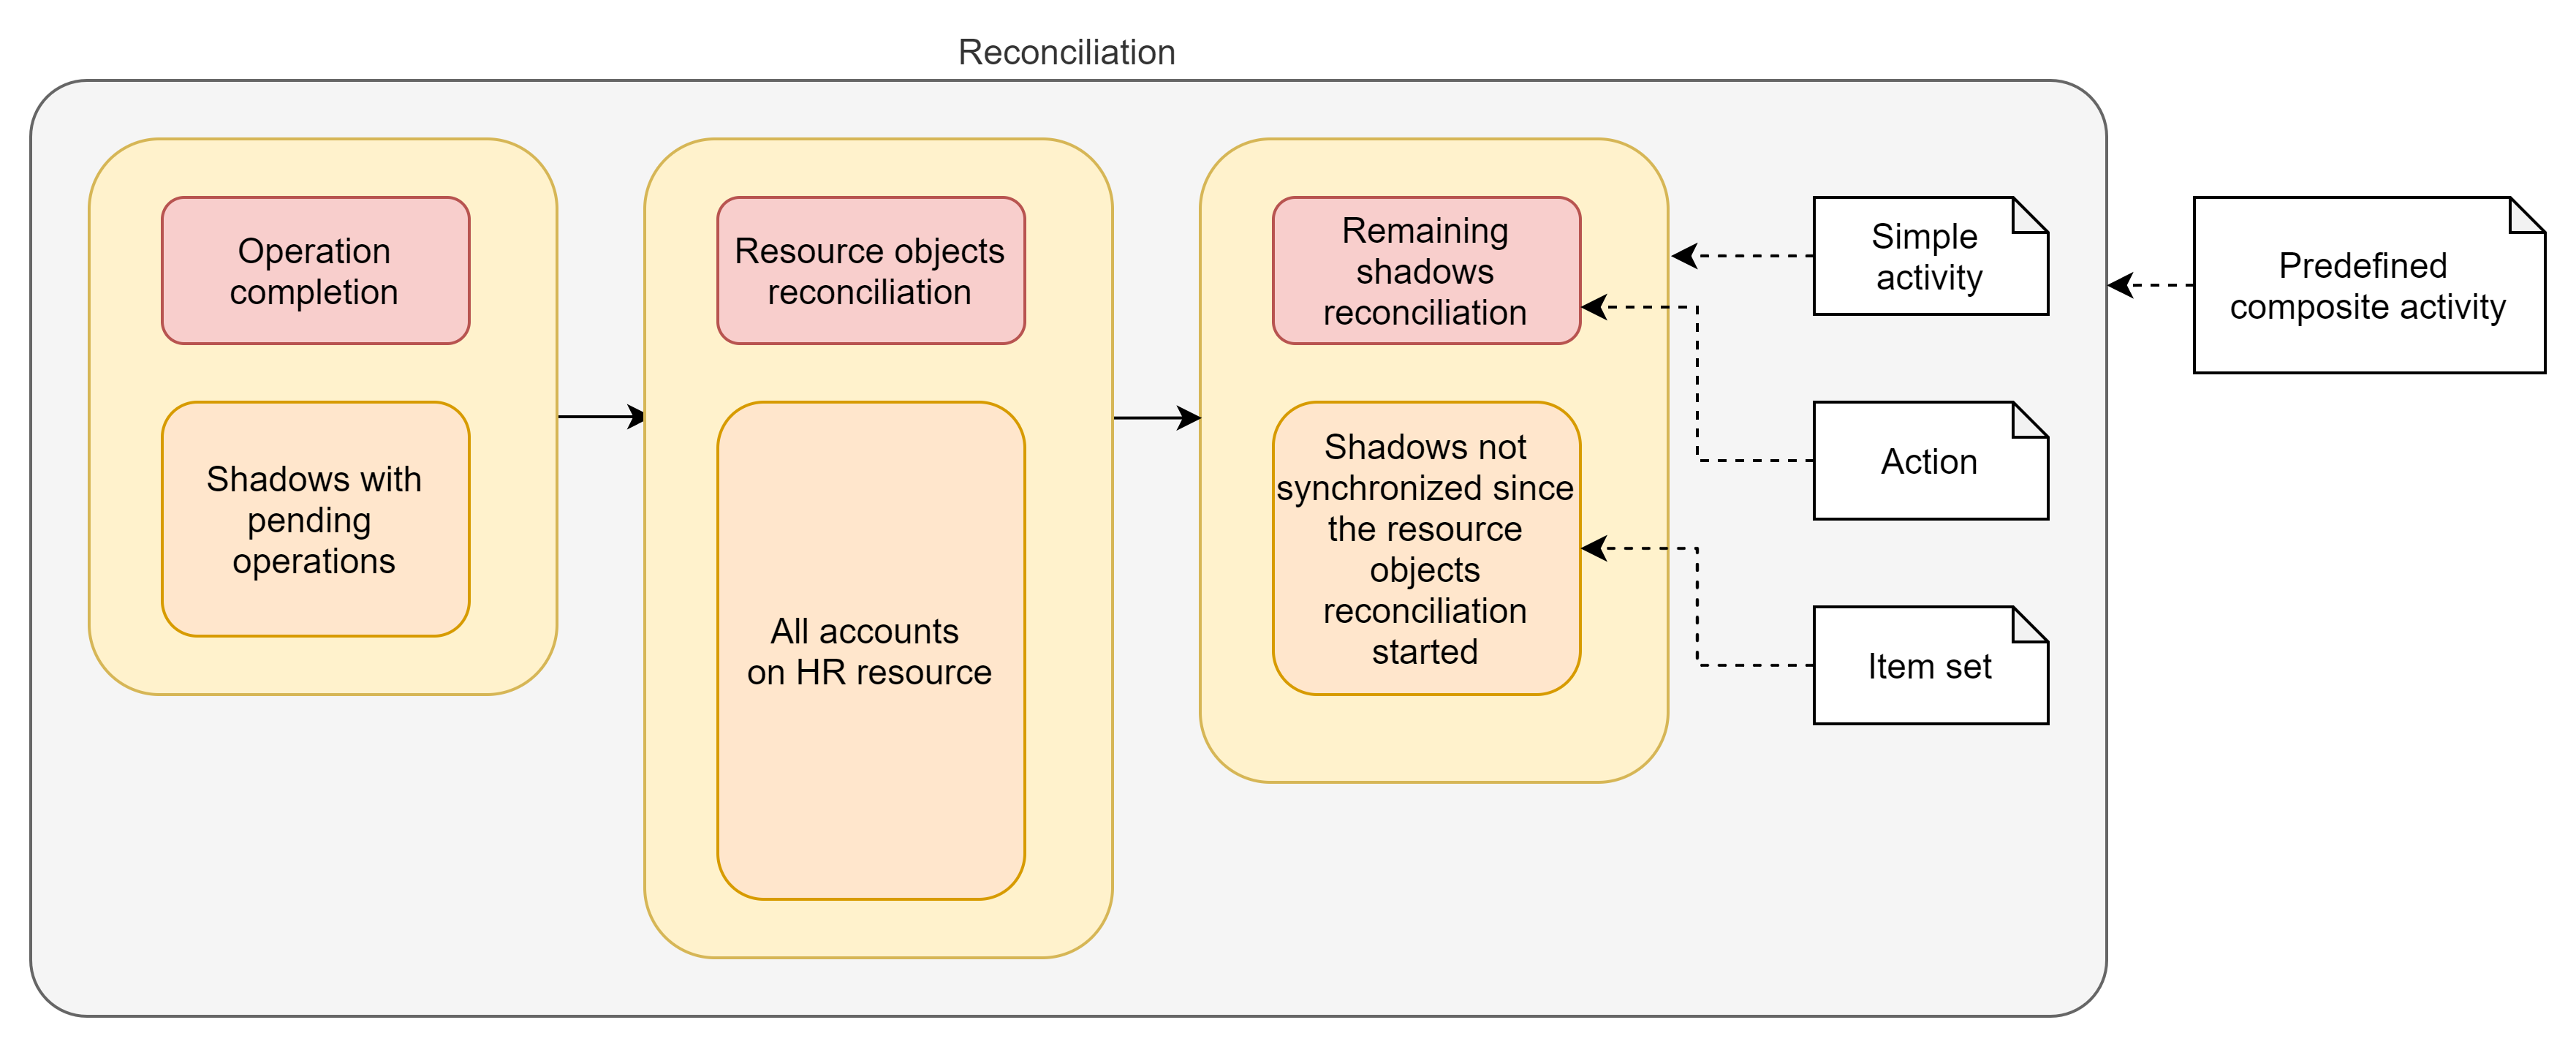 Reconciliation
Operation
completion
Shadows with
pending
operations
Resource objects
reconciliation
All accounts
on HR resource
Remaining
shadows
reconciliation
Shadows not
synchronized since
the resource
objects
reconciliation
started
Simple
activity
Action
Item set
Predefined
composite activity